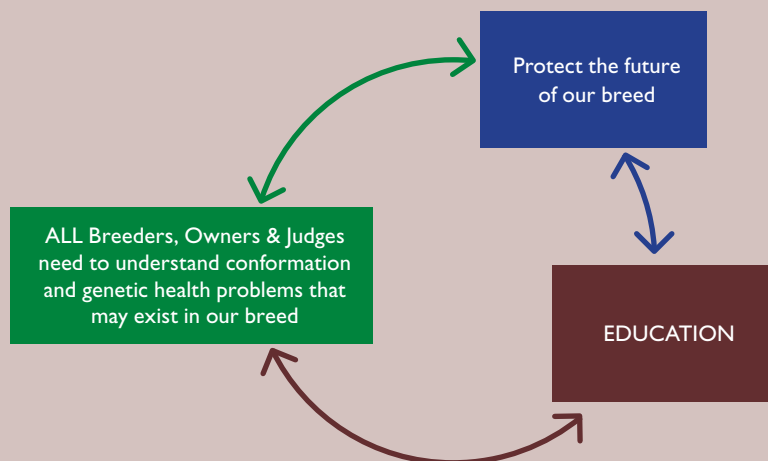 Protect the future
of our breed
ALL Breeders, Owners & Judges
need to understand conformation
and genetic health problems that
may exist in our breed
EDUCATION